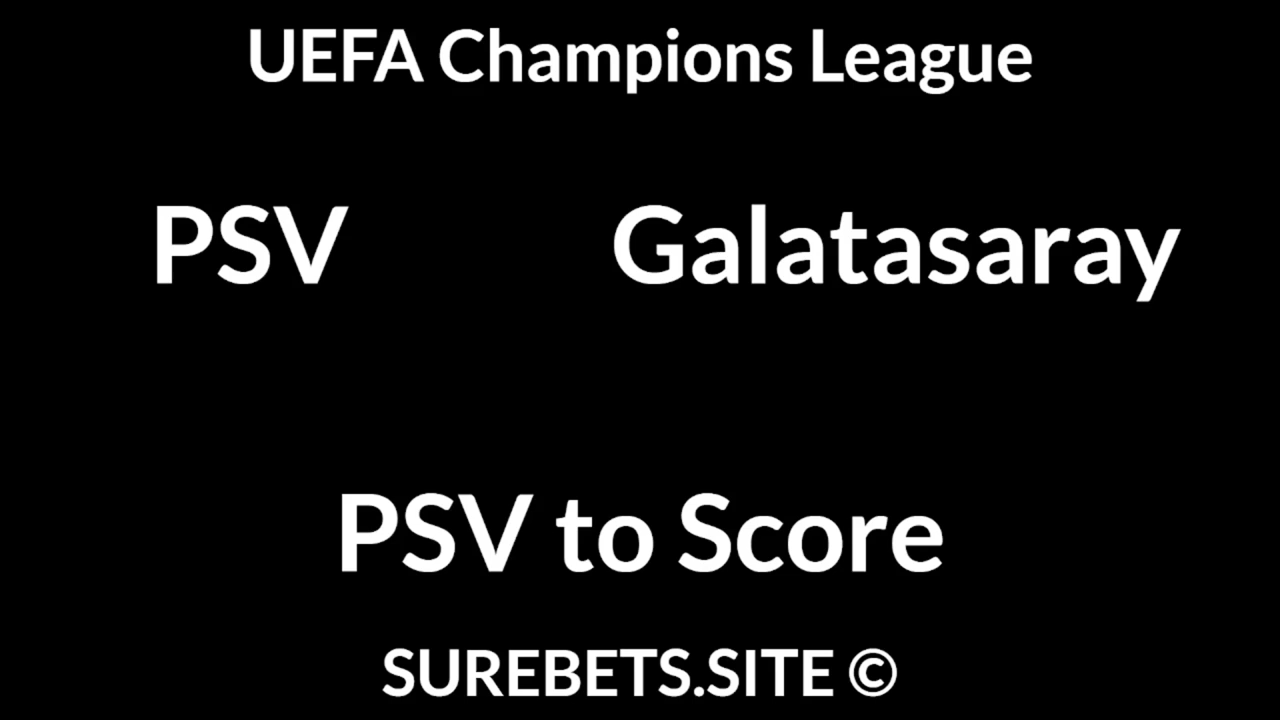 UEFA Champions League
PSV Galatasaray
PSV to Score
SUREBETS.SITE ©